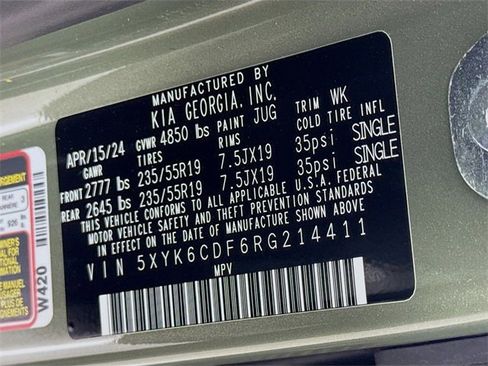 MANUFACTURED BY
KIA GEORGIA, INC.
APR/15/24 GVWR 4850 lbs PAINT JUG TRIM WK
GAWR TIRES RIMS COLD TIRE INFL
FRONT 2777 lbs 235/55R19 7.5JX19 35psi SINGLE
REAR 2645 lbs 235/55R19 7.5JX19 35psi SINGLE
THIS VEHICLE CONFORMS TO ALL APPLICABLE U.S. FEDERAL
MOTOR VEHICLE SAFETY AND THEFT PREVENTION STANDARDS
IN EFFECT ON THE DATE OF MANUFACTURE SHOWN ABOVE.
VIN 5XYK6CDF6RG214411
MPV
W420